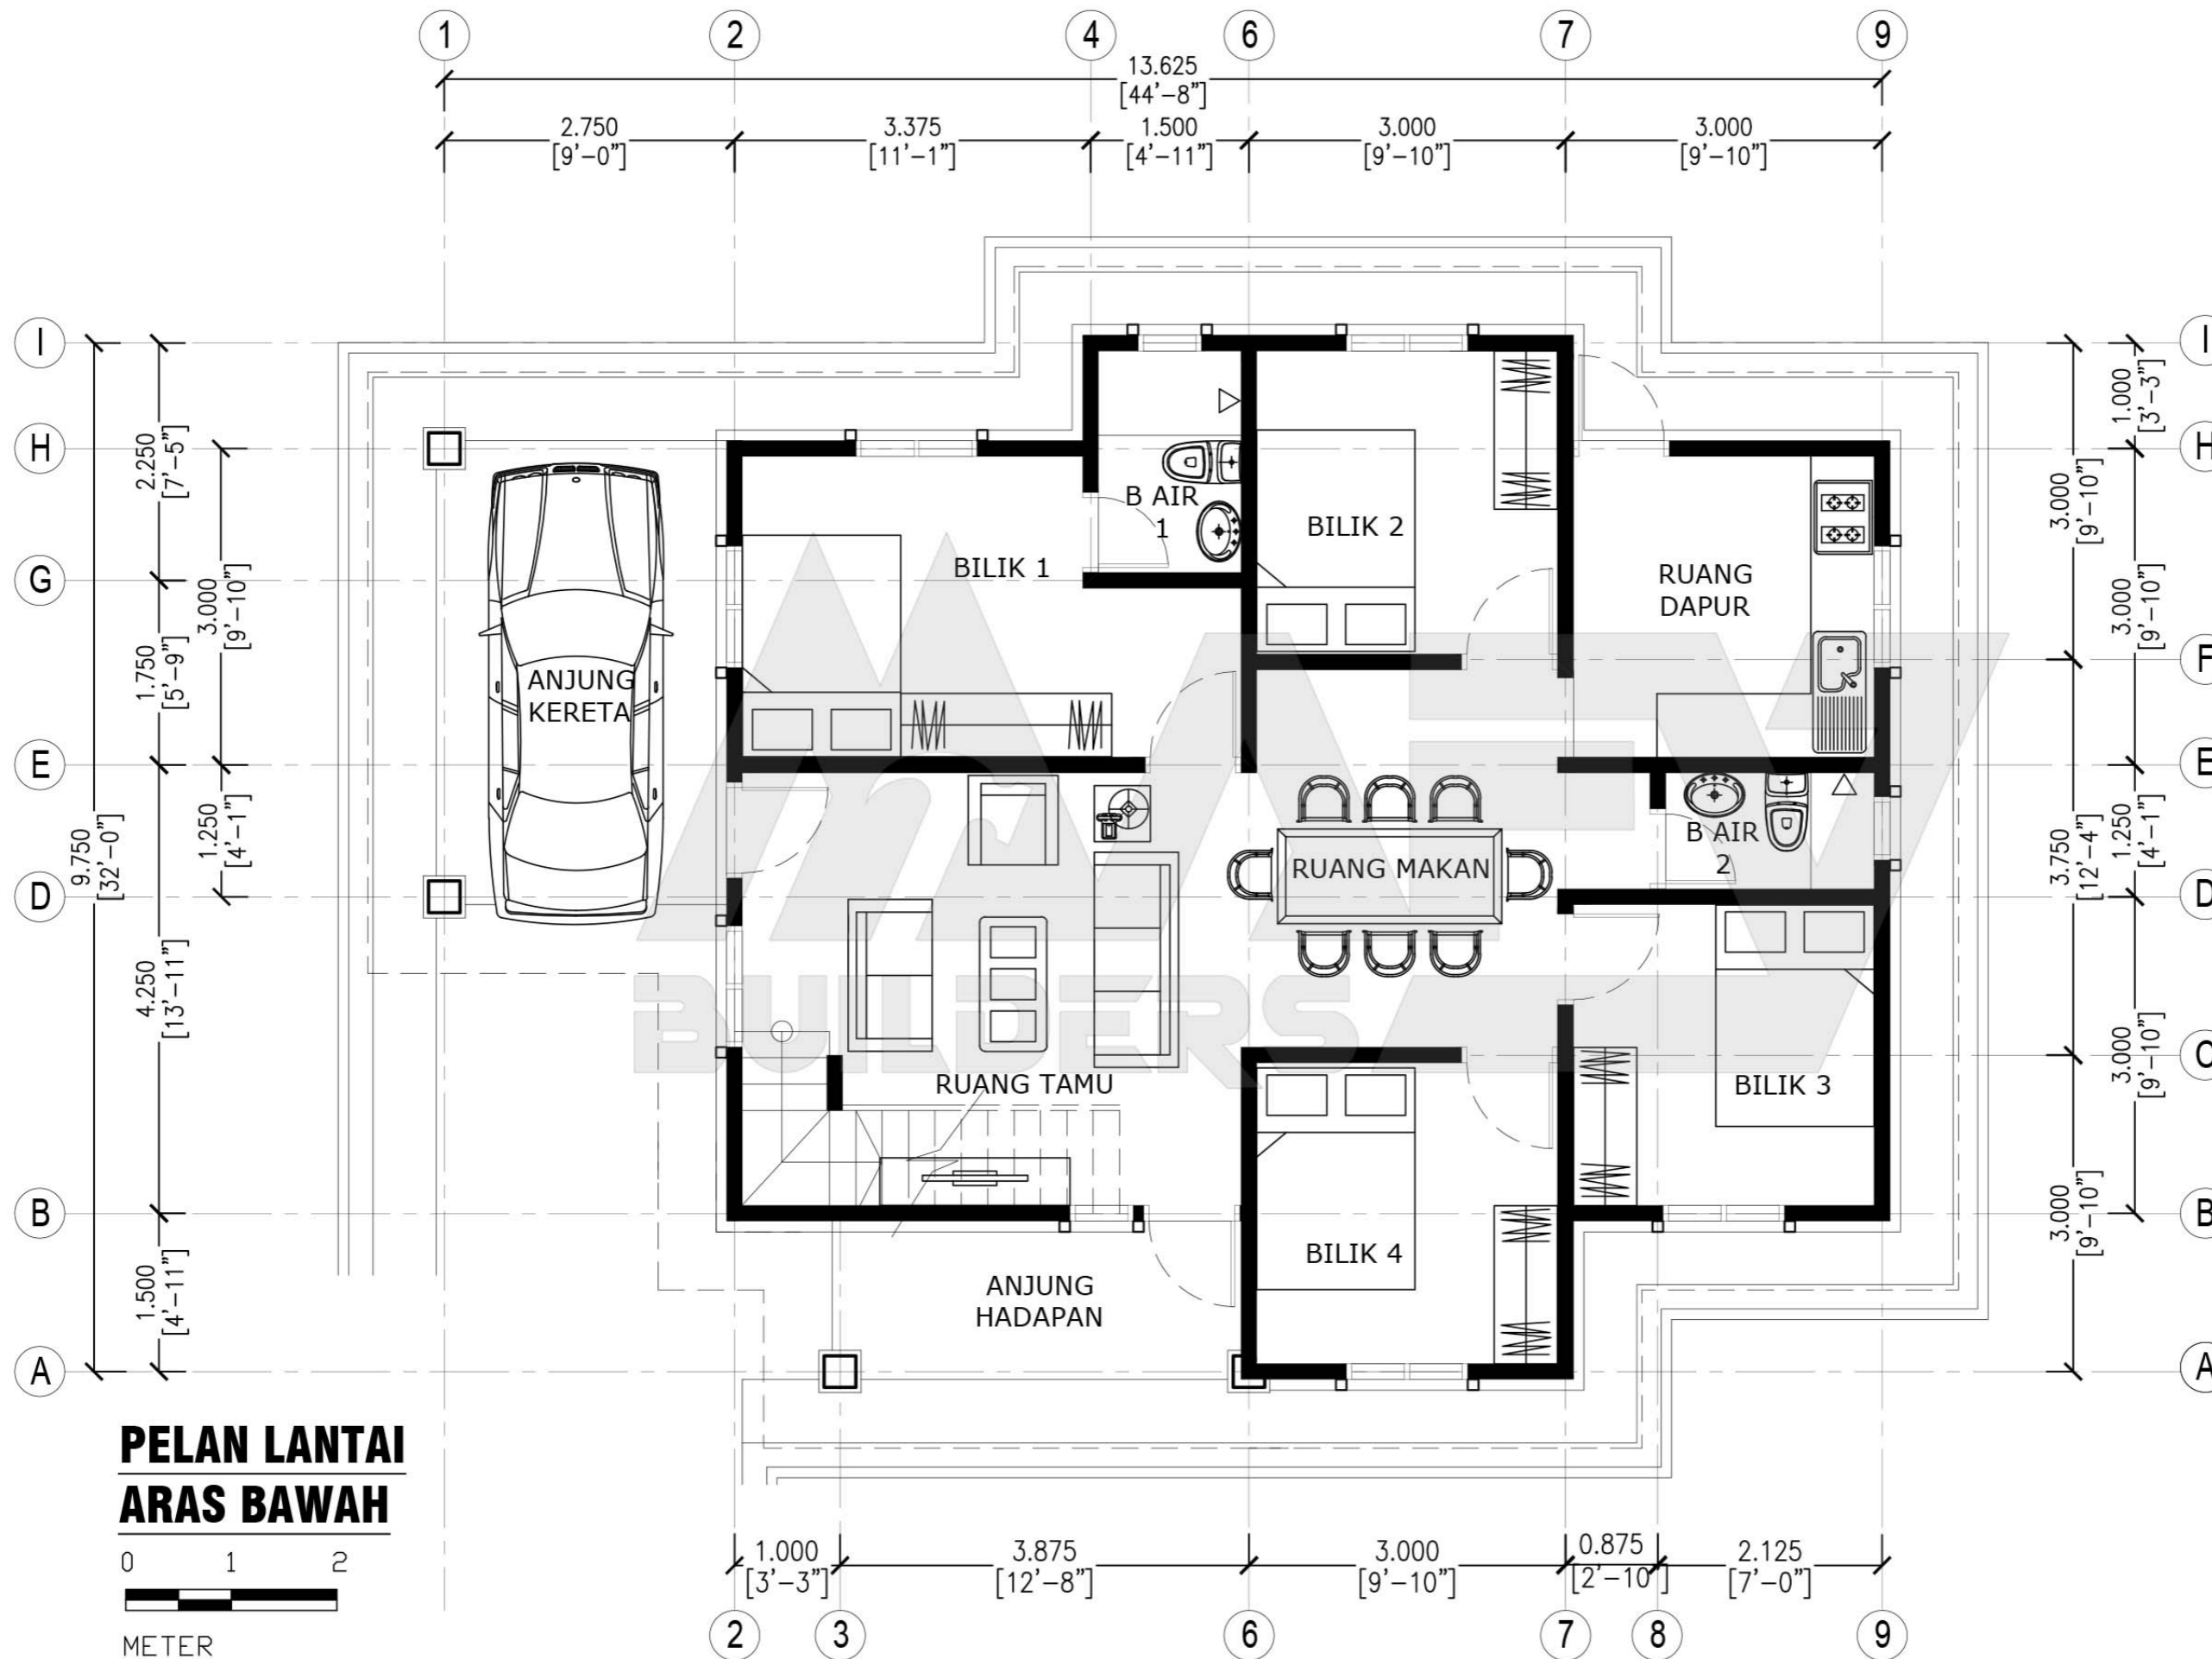 1 2 4 6 7 9
13.625
[44'-8"]
2.750 3.375 1.500 3.000 3.000
[9'-0"] [11'-1"] [4'-11"] [9'-10"] [9'-10"]
I
H
G
F
E
D
C
B
A
I
H
G
E
D
B
A
9.750
[32'-0"]
2.250
[7'-5"]
1.750
[5'-9"]
4.250
[13'-11"]
1.500
[4'-11"]
3.000
[9'-10"]
1.250
[4'-1"]
ANJUNG
KERETA
BILIK 1
B AIR
1
BILIK 2
RUANG
DAPUR
RUANG MAKAN
B AIR
2
RUANG TAMU
BILIK 3
BILIK 4
ANJUNG
HADAPAN
MAEV
BUILDERS
3.000
[9'-10"]
3.750
[12'-4"]
3.000
[9'-10"]
1.000
[3'-3"]
3.000
[9'-10"]
1.250
[4'-1"]
3.000
[9'-10"]
PELAN LANTAI
ARAS BAWAH
0 1 2
METER
1.000 3.875 3.000 0.875 2.125
[3'-3"] [12'-8"] [9'-10"] [2'-10"] [7'-0"]
2 3 6 7 8 9